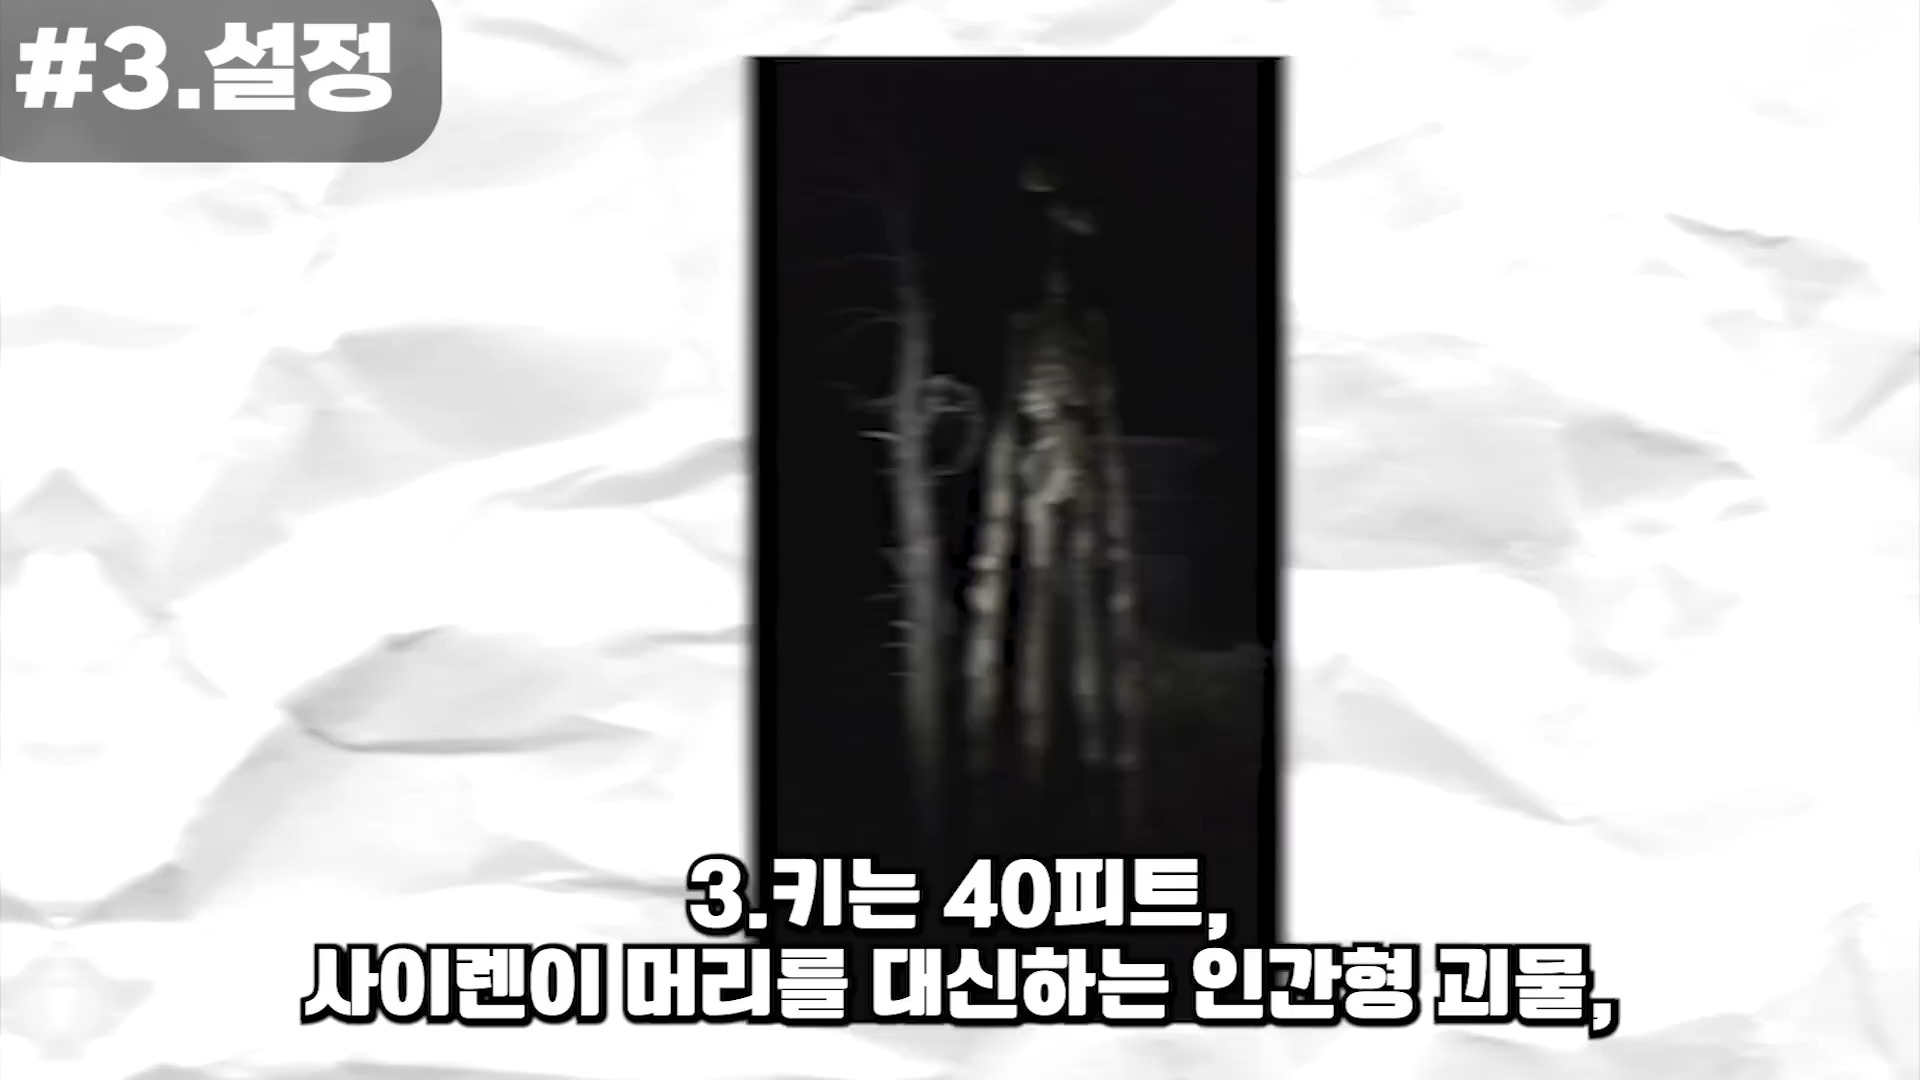 #3.설정
3.키는 40피트,
사이렌이 머리를 대신하는 인간형 괴물,